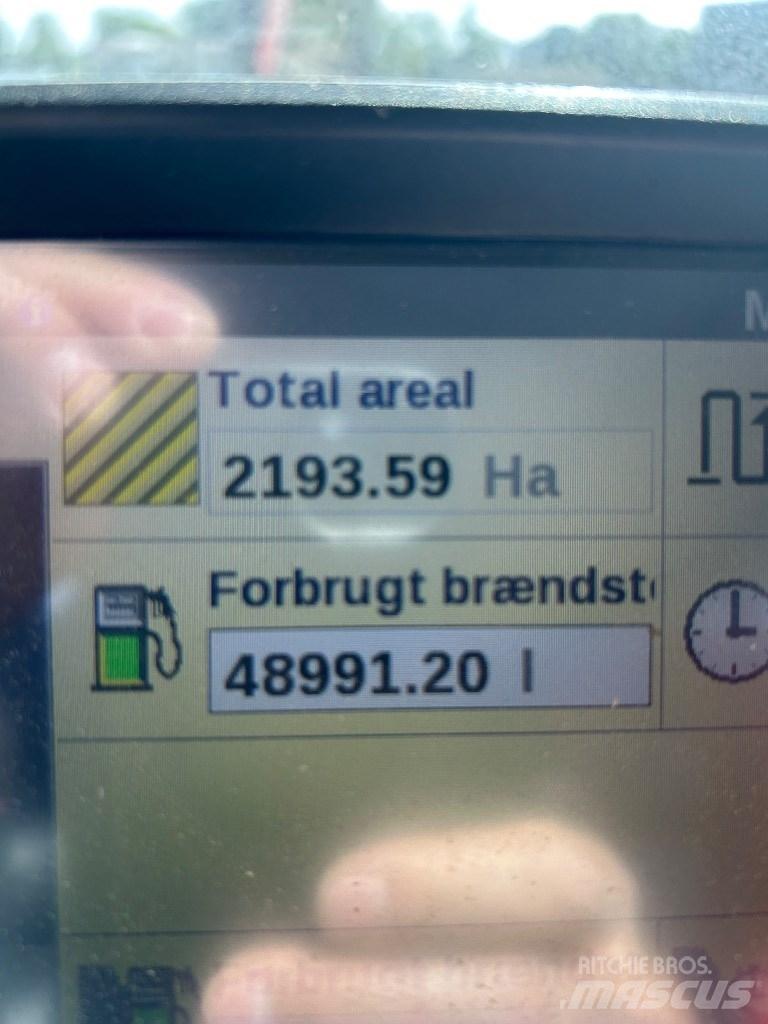 M
Total areal
2193.59 Ha
Forbrugt brændst
48991.20 l
RITCHIE BROS.
MASCUS